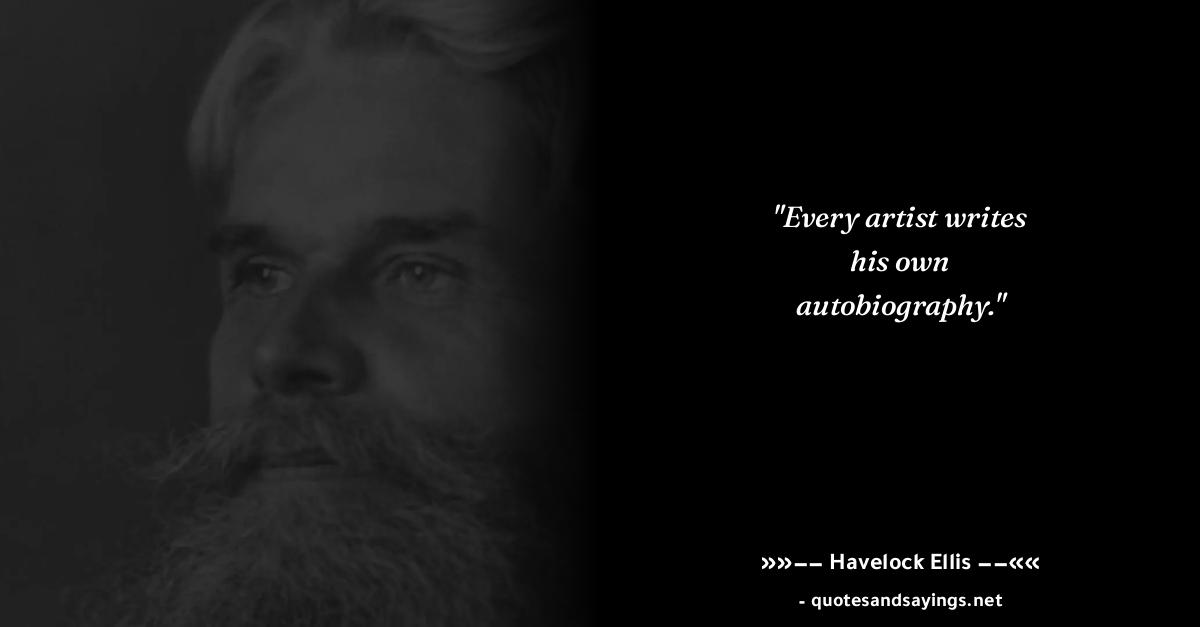 "Every artist writes
his own
autobiography."
»»−− Havelock Ellis −−««
- quotesandsayings.net